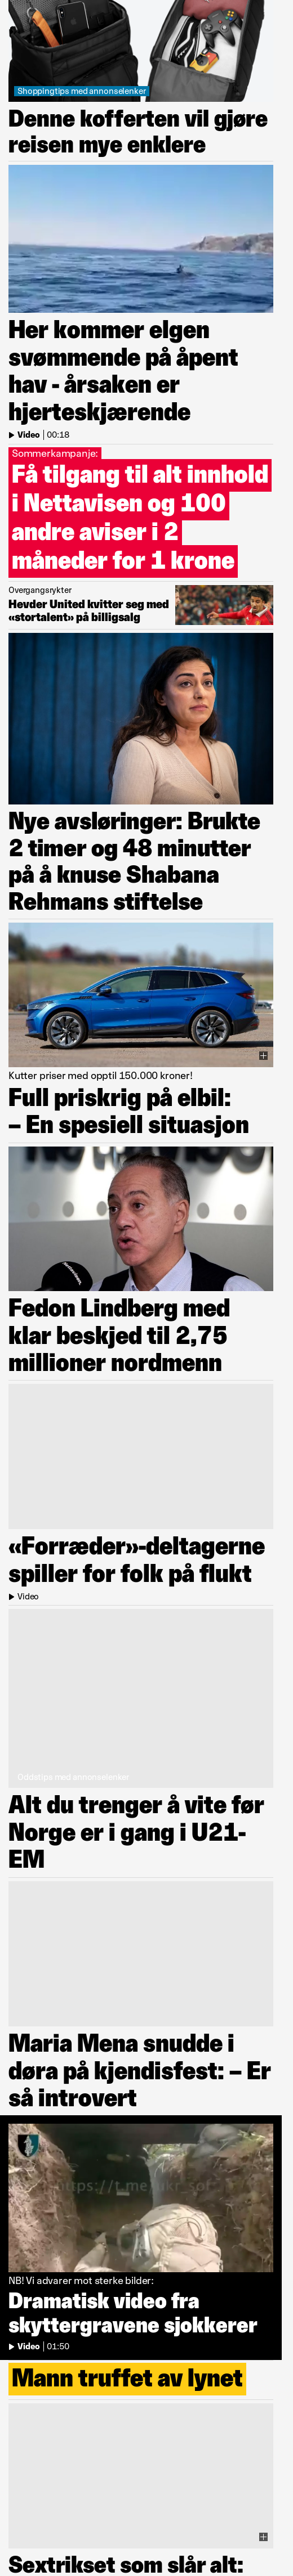 Shoppingtips med annonselenker
Denne kofferten vil gjøre
reisen mye enklere
Her kommer elgen
svømmende på åpent
hav - årsaken er
hjerteskjærende
Video | 00:18
Sommerkampanje:
Få tilgang til alt innhold
i Nettavisen og 100
andre aviser i 2
måneder for 1 krone
Overgangsrykter
Hevder United kvitter seg med
«stortalent» på billigsalg
Nye avsløringer: Brukte
2 timer og 48 minutter
på å knuse Shabana
Rehmans stiftelse
Kutter priser med opptil 150.000 kroner!
Full priskrig på elbil:
– En spesiell situasjon
Fedon Lindberg med
klar beskjed til 2,75
millioner nordmenn
«Forræder»-deltagerne
spiller for folk på flukt
Video
Oddstips med annonselenker
Alt du trenger å vite før
Norge er i gang i U21-
EM
Maria Mena snudde i
døra på kjendisfest: – Er
så introvert
NB! Vi advarer mot sterke bilder:
Dramatisk video fra
skyttergravene sjokkerer
Video | 01:50
Mann truffet av lynet
Sextrikset som slår alt: